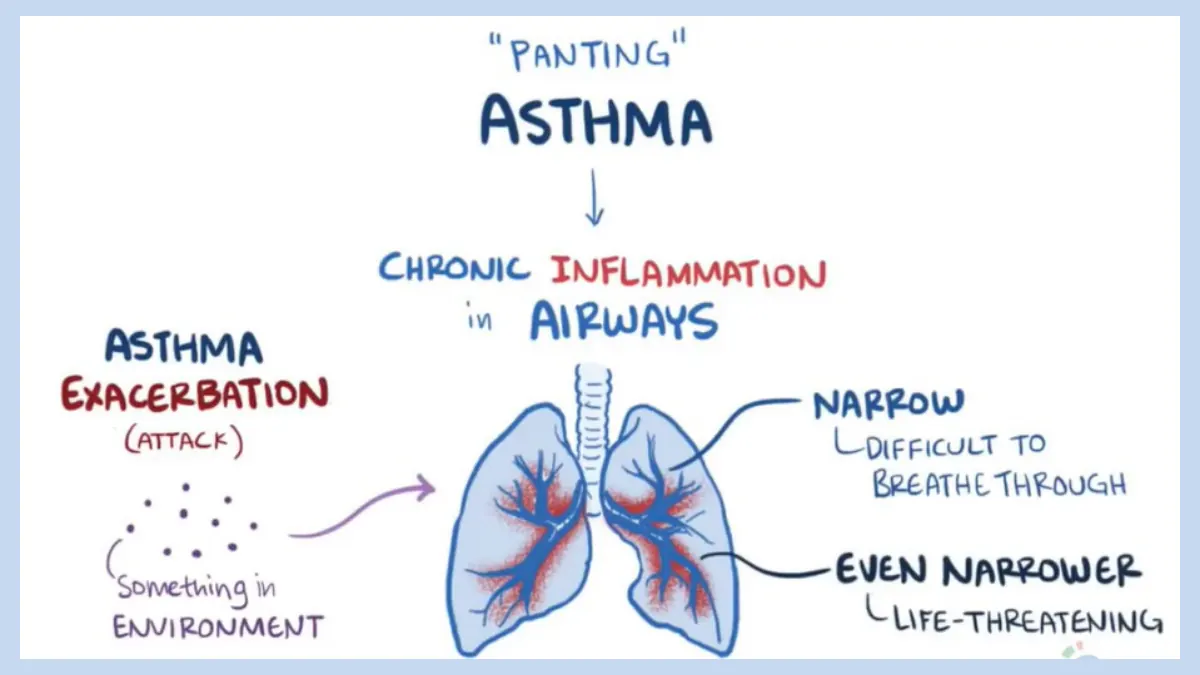 "PANTING"
ASTHMA
CHRONIC INFLAMMATION
in AIRWAYS
ASTHMA
EXACERBATION
(ATTACK)
Something in
ENVIRONMENT
NARROW
DIFFICULT TO
BREATHE THROUGH
EVEN NARROWER
LIFE-THREATENING